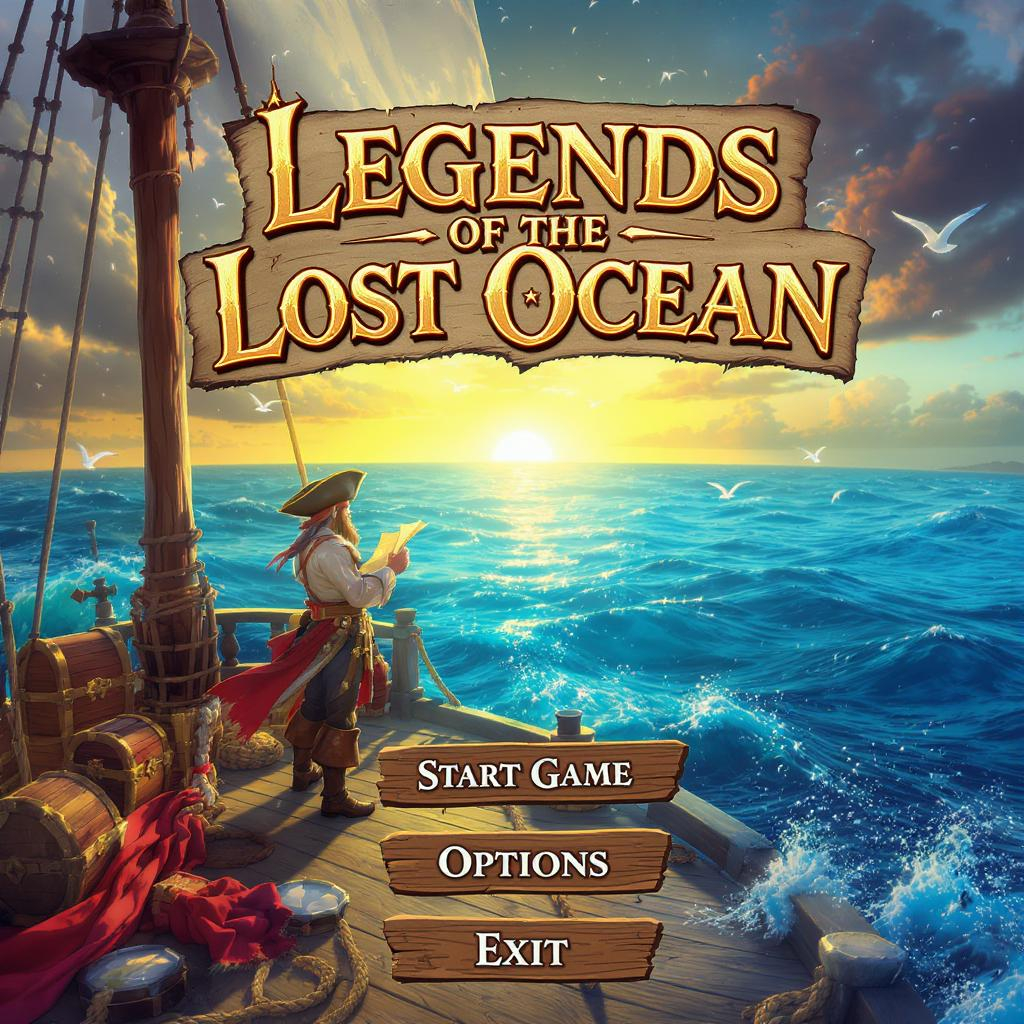 LEGENDS
OF THE
LOST OCEAN
START GAME
OPTIONS
EXIT